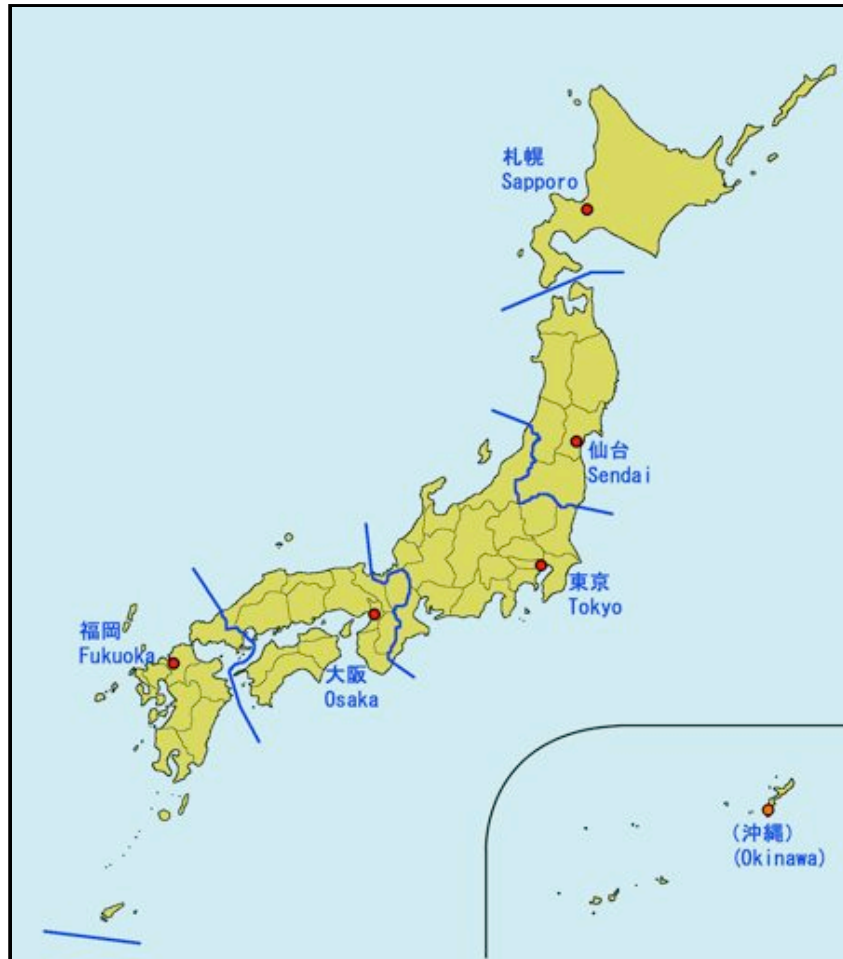 札幌
Sapporo
仙台
Sendai
東京
Tokyo
福岡
Fukuoka
大阪
Osaka
(沖縄)
(Okinawa)